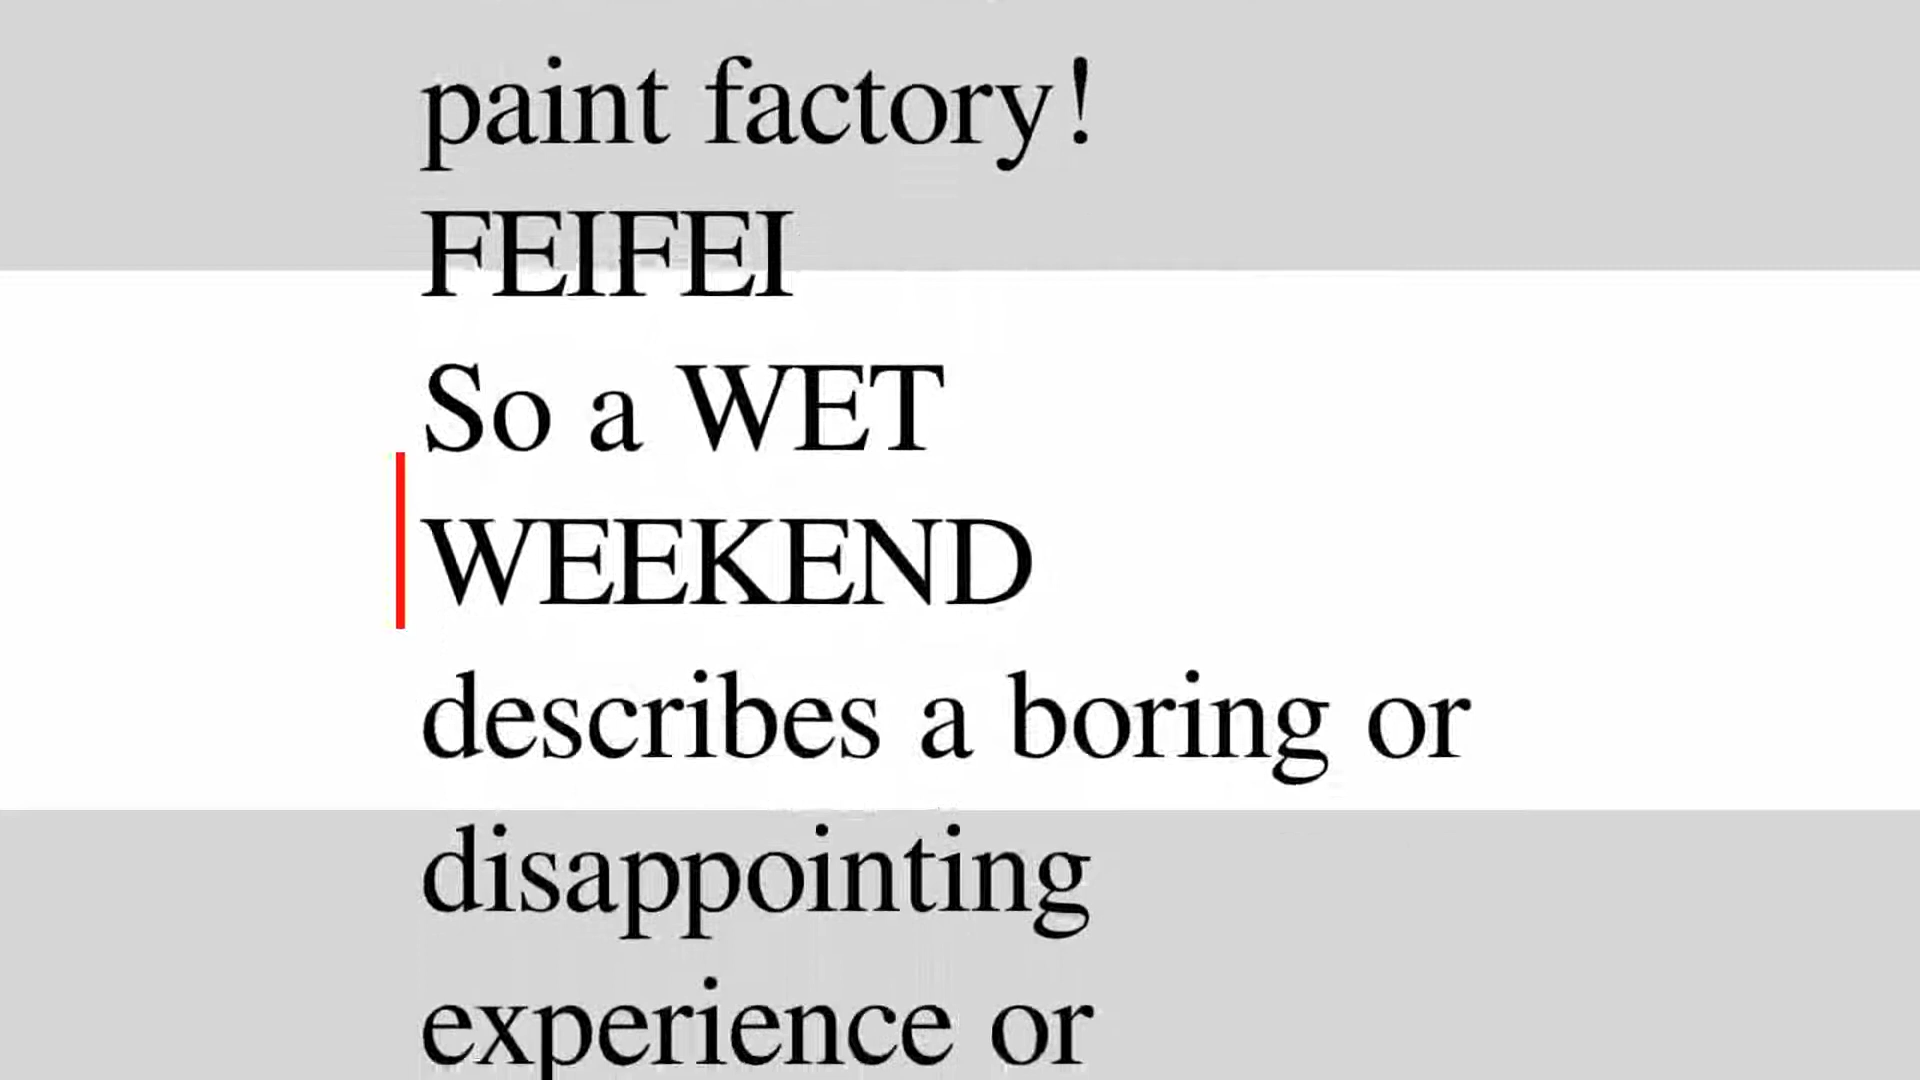 paint factory!
FEIFEI
So a WET
WEEKEND
describes a boring or
disappointing
experience or